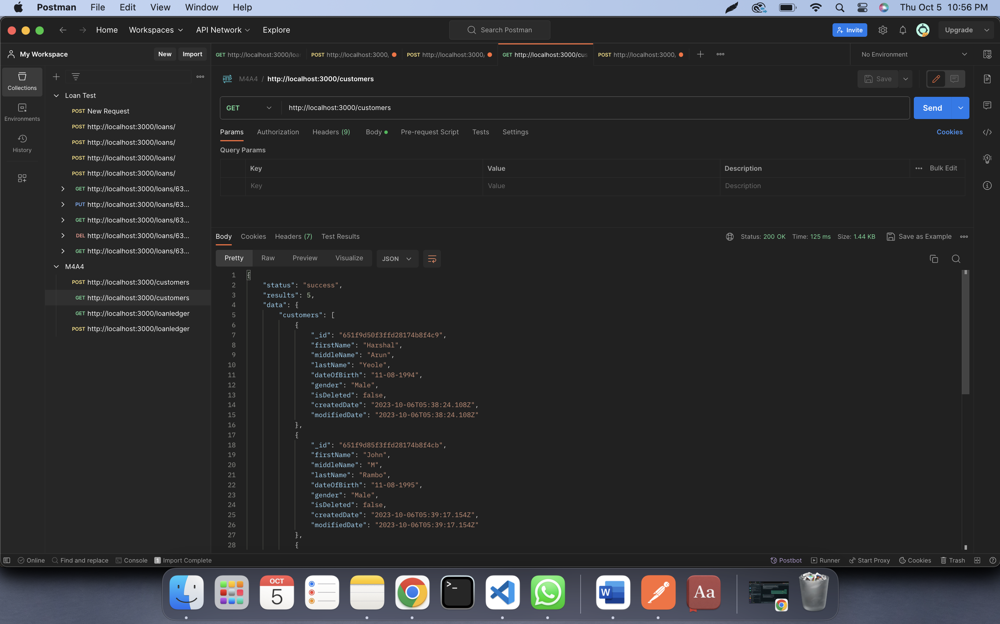 Postman File Edit View Window Help Thu Oct 5 10:56 PM
Home Workspaces API Network Explore Search Postman Invite Upgrade
My Workspace New Import
GET http://localhost:3000/loa POST http://localhost:3000, POST http://localhost:3000, GET http://localhost:3000/cus POST http://localhost:3000, No Environment
Collections
Environments
History
Loan Test
POST New Request
POST http://localhost:3000/loans/
POST http://localhost:3000/loans/
POST http://localhost:3000/loans/
POST http://localhost:3000/loans/
GET http://localhost:3000/loans/63...
PUT http://localhost:3000/loans/63...
GET http://localhost:3000/loans/63...
DEL http://localhost:3000/loans/63...
GET http://localhost:3000/loans/63...
M4A4
POST http://localhost:3000/customers
GET http://localhost:3000/customers
GET http://localhost:3000/loanledger
POST http://localhost:3000/loanledger
HTTP M4A4 / http://localhost:3000/customers Save
GET http://localhost:3000/customers Send
Params Authorization Headers (9) Body Pre-request Script Tests Settings Cookies
Query Params
Key Value Description Bulk Edit
Key Value Description
Body Cookies Headers (7) Test Results Status: 200 OK Time: 125 ms Size: 1.44 KB Save as Example
Pretty Raw Preview Visualize JSON
1 {
2 "status": "success",
3 "results": 5,
4 "data": {
5 "customers": [
6 {
7 "_id": "651f9d50f3ffd28174b8f4c9",
8 "firstName": "Harshal",
9 "middleName": "Arun",
10 "lastName": "Yeole",
11 "dateOfBirth": "11-08-1994",
12 "gender": "Male",
13 "isDeleted": false,
14 "createdDate": "2023-10-06T05:38:24.108Z",
15 "modifiedDate": "2023-10-06T05:38:24.108Z"
16 },
17 {
18 "_id": "651f9d85f3ffd28174b8f4cb",
19 "firstName": "John",
20 "middleName": "M",
21 "lastName": "Rambo",
22 "dateOfBirth": "11-08-1995",
23 "gender": "Male",
24 "isDeleted": false,
25 "createdDate": "2023-10-06T05:39:17.154Z",
26 "modifiedDate": "2023-10-06T05:39:17.154Z"
27 },
28 {
Online Find and replace Console 1 Import Complete Postbot Runner Start Proxy Cookies Trash
OCT
5
>_
W
Aa